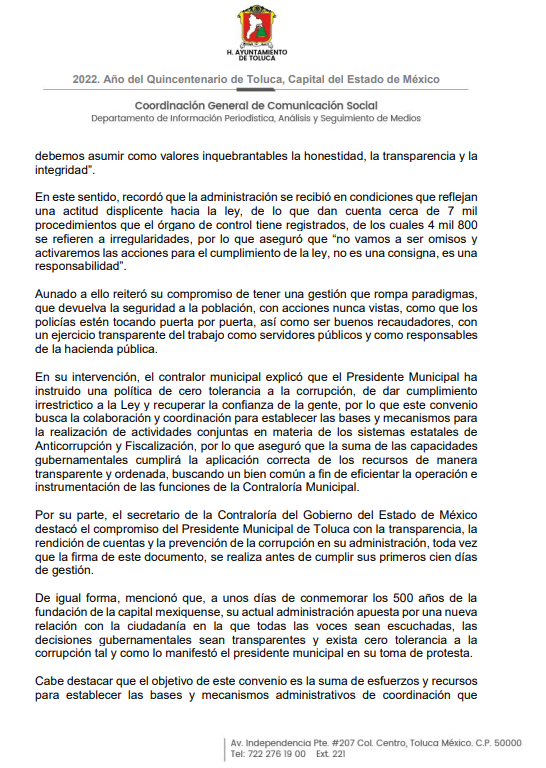 H. AYUNTAMIENTO
DE TOLUCA
2022. Año del Quincentenario de Toluca, Capital del Estado de México
Coordinación General de Comunicación Social
Departamento de Información Periodística, Análisis y Seguimiento de Medios
debemos asumir como valores inquebrantables la honestidad, la transparencia y la
integridad”.
En este sentido, recordó que la administración se recibió en condiciones que reflejan
una actitud displicente hacia la ley, de lo que dan cuenta cerca de 7 mil
procedimientos que el órgano de control tiene registrados, de los cuales 4 mil 800
se refieren a irregularidades, por lo que aseguró que “no vamos a ser omisos y
activaremos las acciones para el cumplimiento de la ley, no es una consigna, es una
responsabilidad”.
Aunado a ello reiteró su compromiso de tener una gestión que rompa paradigmas,
que devuelva la seguridad a la población, con acciones nunca vistas, como que los
policías estén tocando puerta por puerta, así como ser buenos recaudadores, con
un ejercicio transparente del trabajo como servidores públicos y como responsables
de la hacienda pública.
En su intervención, el contralor municipal explicó que el Presidente Municipal ha
instruido una política de cero tolerancia a la corrupción, de dar cumplimiento
irrestrictico a la Ley y recuperar la confianza de la gente, por lo que este convenio
busca la colaboración y coordinación para establecer las bases y mecanismos para
la realización de actividades conjuntas en materia de los sistemas estatales de
Anticorrupción y Fiscalización, por lo que aseguró que la suma de las capacidades
gubernamentales cumplirá la aplicación correcta de los recursos de manera
transparente y ordenada, buscando un bien común a fin de eficientar la operación e
instrumentación de las funciones de la Contraloría Municipal.
Por su parte, el secretario de la Contraloría del Gobierno del Estado de México
destacó el compromiso del Presidente Municipal de Toluca con la transparencia, la
rendición de cuentas y la prevención de la corrupción en su administración, toda vez
que la firma de este documento, se realiza antes de cumplir sus primeros cien días
de gestión.
De igual forma, mencionó que, a unos días de conmemorar los 500 años de la
fundación de la capital mexiquense, su actual administración apuesta por una nueva
relación con la ciudadanía en la que todas las voces sean escuchadas, las
decisiones gubernamentales sean transparentes y exista cero tolerancia a la
corrupción tal y como lo manifestó el presidente municipal en su toma de protesta.
Cabe destacar que el objetivo de este convenio es la suma de esfuerzos y recursos
para establecer las bases y mecanismos administrativos de coordinación que
Av. Independencia Pte. #207 Col. Centro, Toluca México. C.P. 50000
Tel: 722 276 19 00 Ext. 221